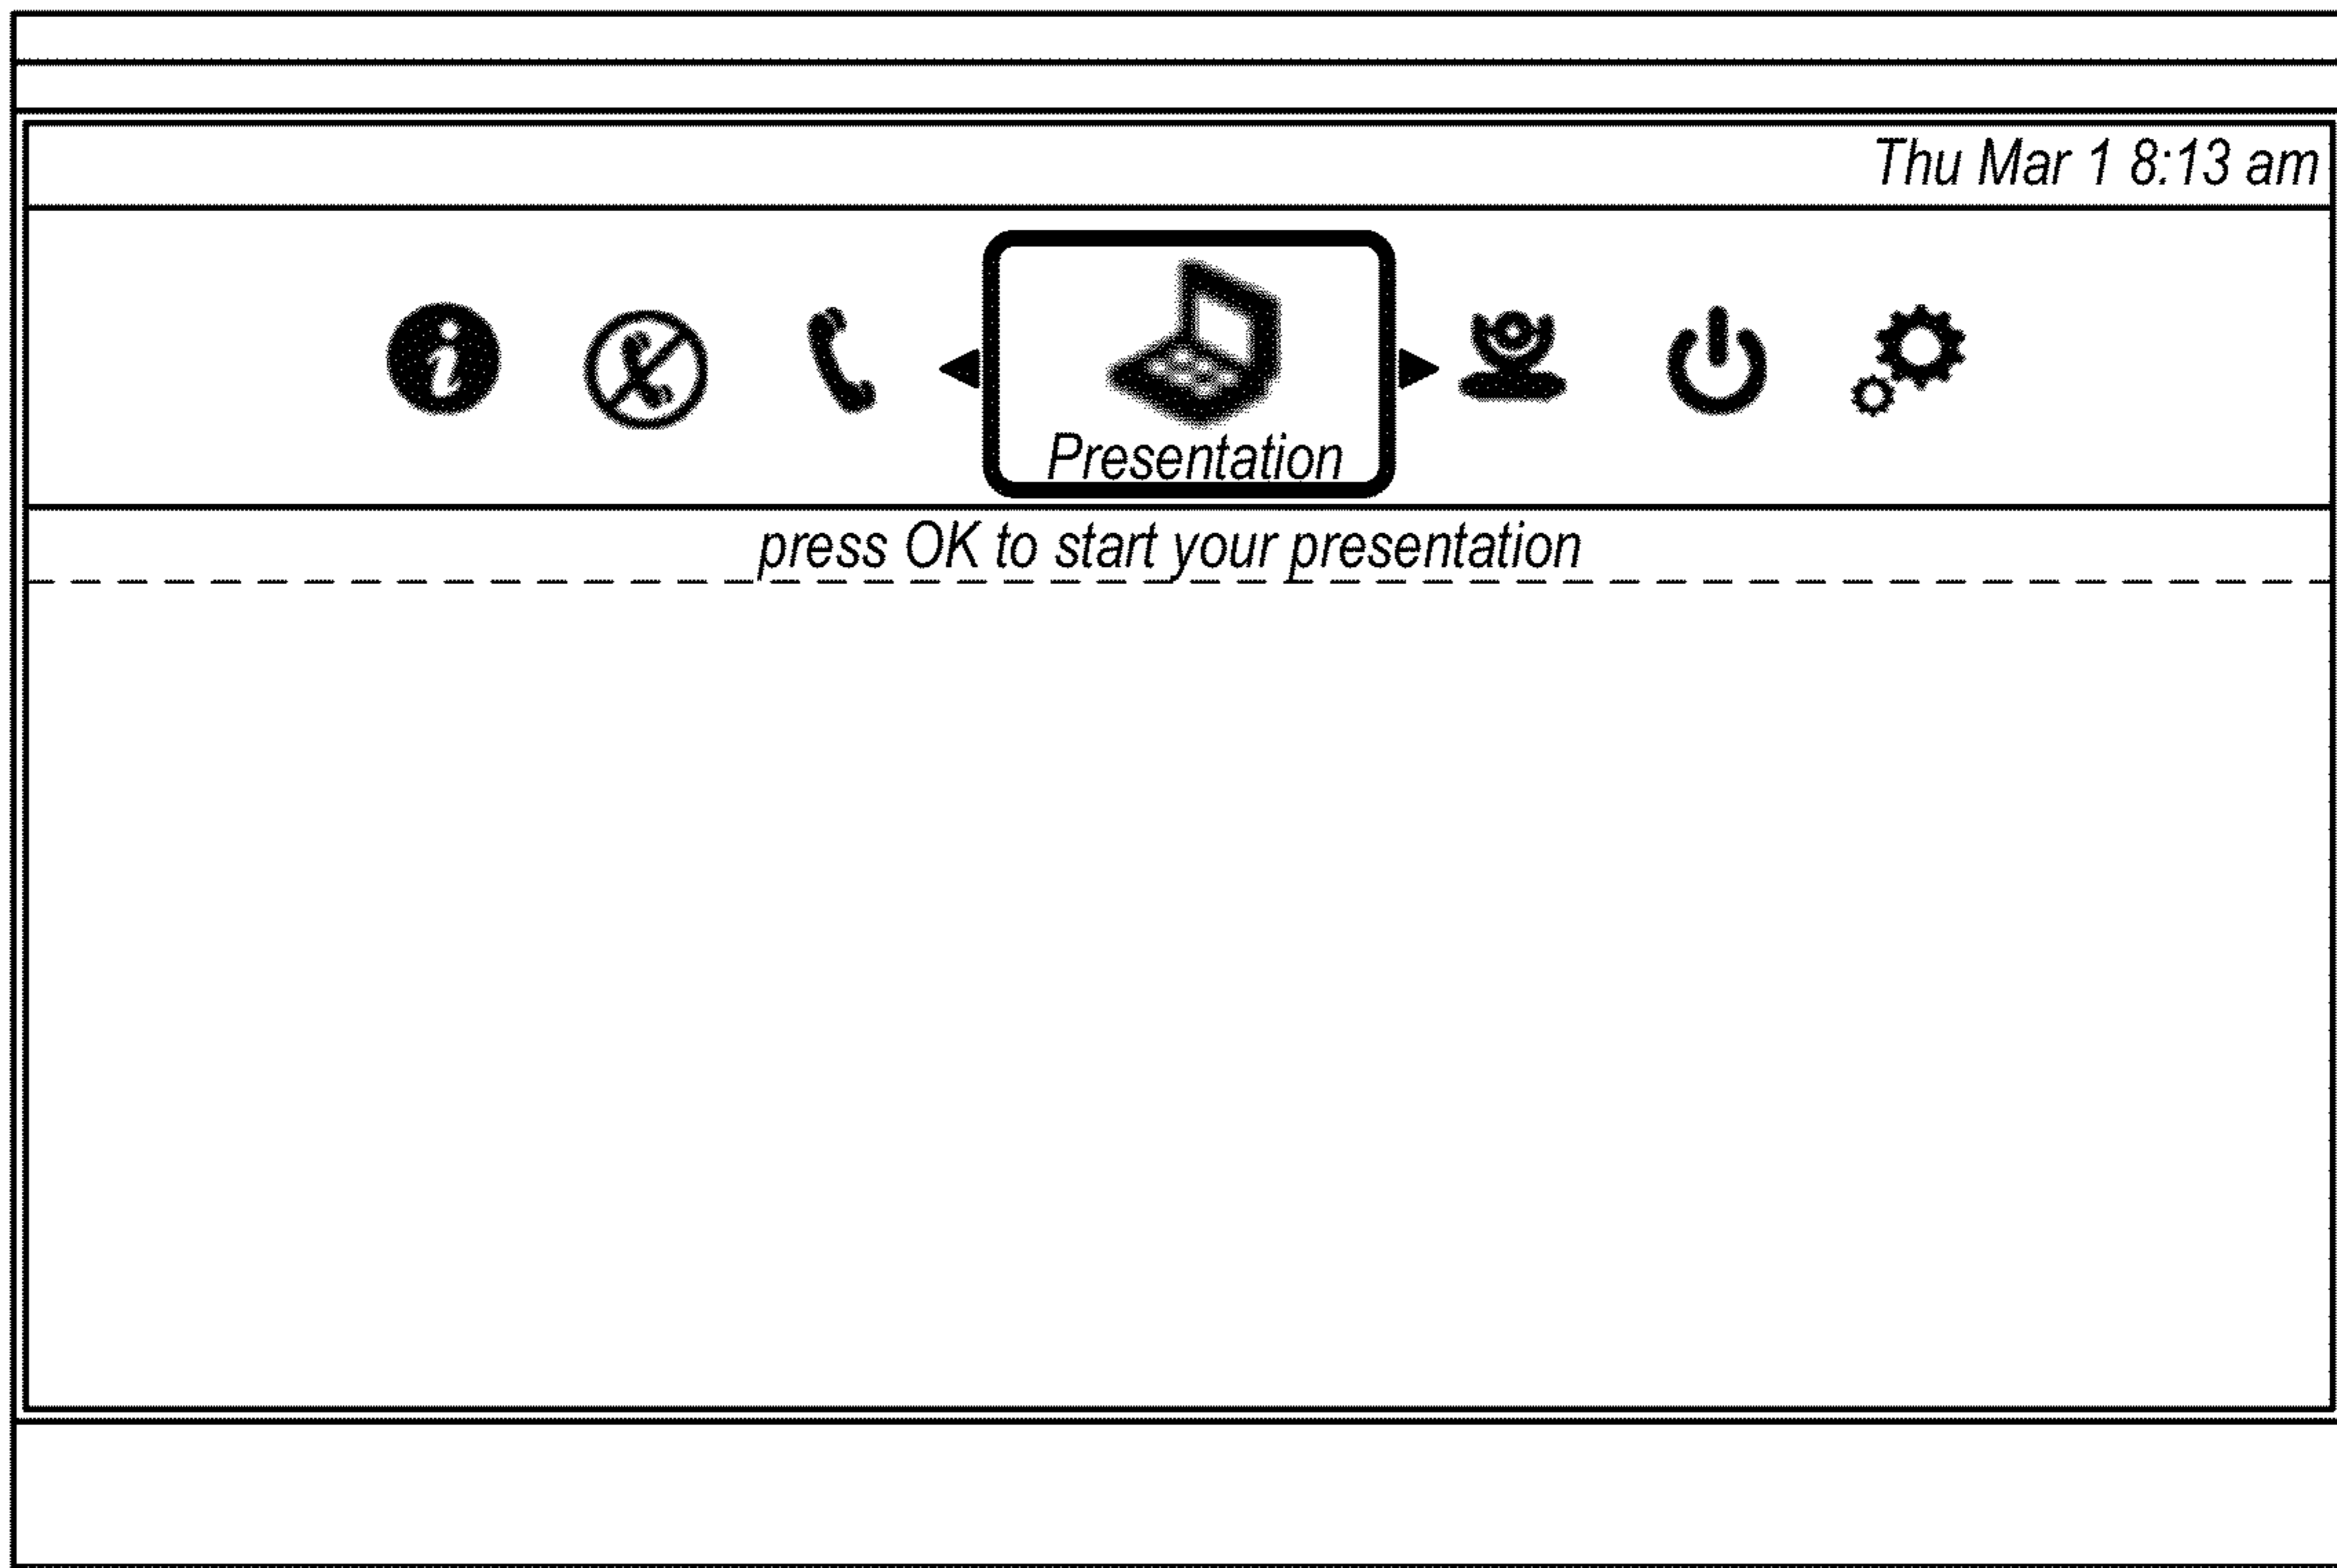 Thu Mar 1 8:13 am
Presentation
press OK to start your presentation